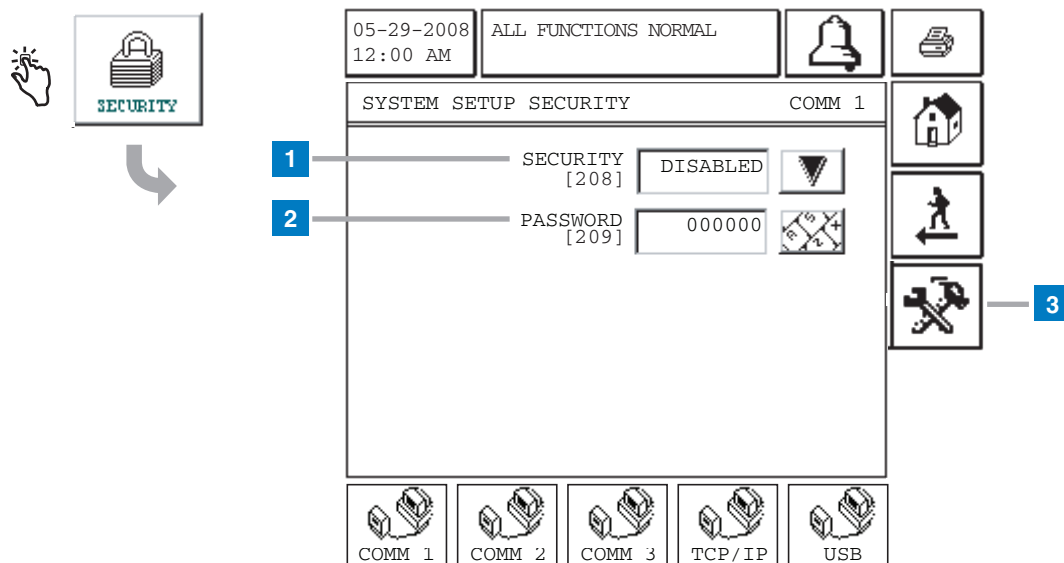 SECURITY
05-29-2008
12:00 AM
ALL FUNCTIONS NORMAL
SYSTEM SETUP SECURITY COMM 1
1
SECURITY
[208]
DISABLED
2
PASSWORD
[209]
000000
3
COMM 1
COMM 2
COMM 3
TCP/IP
USB